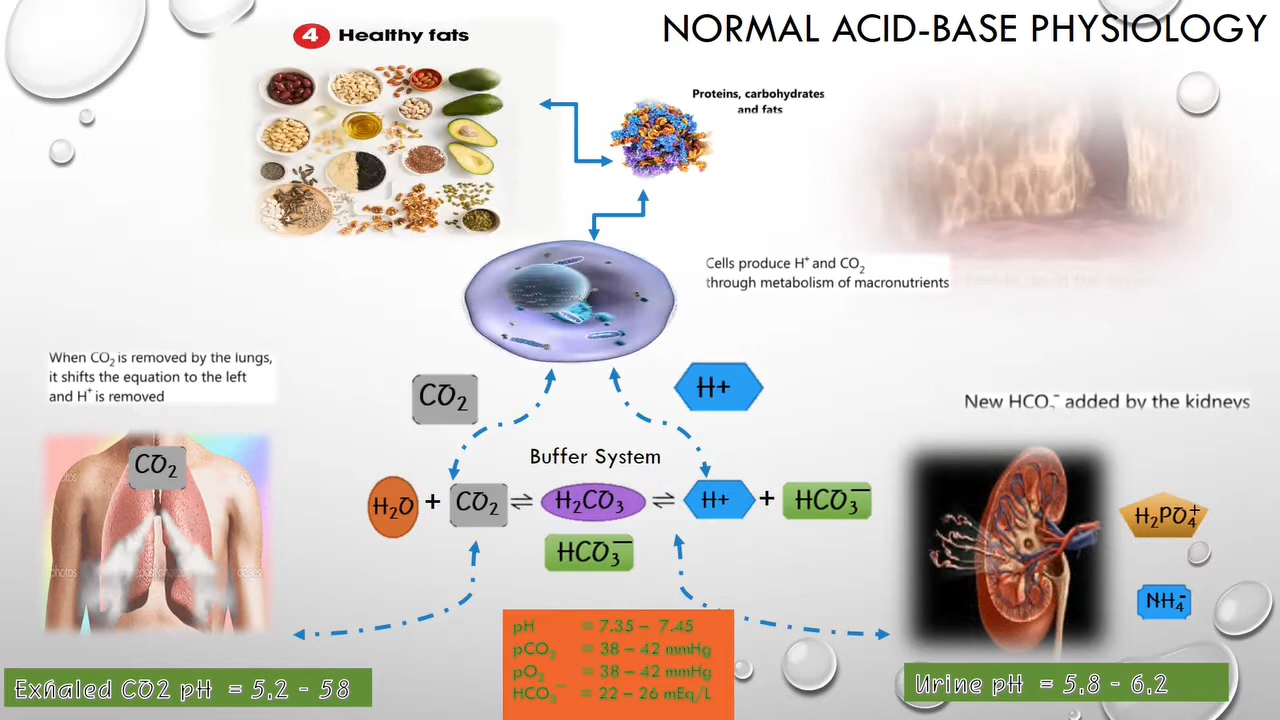 NORMAL ACID-BASE PHYSIOLOGY
4 Healthy fats
Proteins, carbohydrates
and fats
Cells produce H⁺ and CO₂
through metabolism of macronutrients
When CO₂ is removed by the lungs,
it shifts the equation to the left
and H⁺ is removed
CO₂
H+
New HCO₃⁻ added by the kidneys
CO₂
Buffer System
H₂O + CO₂ ⇌ H₂CO₃ ⇌ H+ + HCO₃⁻
HCO₃⁻
H₂PO₄⁺
NH₄⁻
pH = 7.35 – 7.45
pCO₂ = 38 – 42 mmHg
pO₂ = 38 – 42 mmHg
HCO₃⁻ = 22 – 26 mEq/L
Exhaled CO2 pH = 5.2 - 58
Urine pH = 5.8 - 6.2